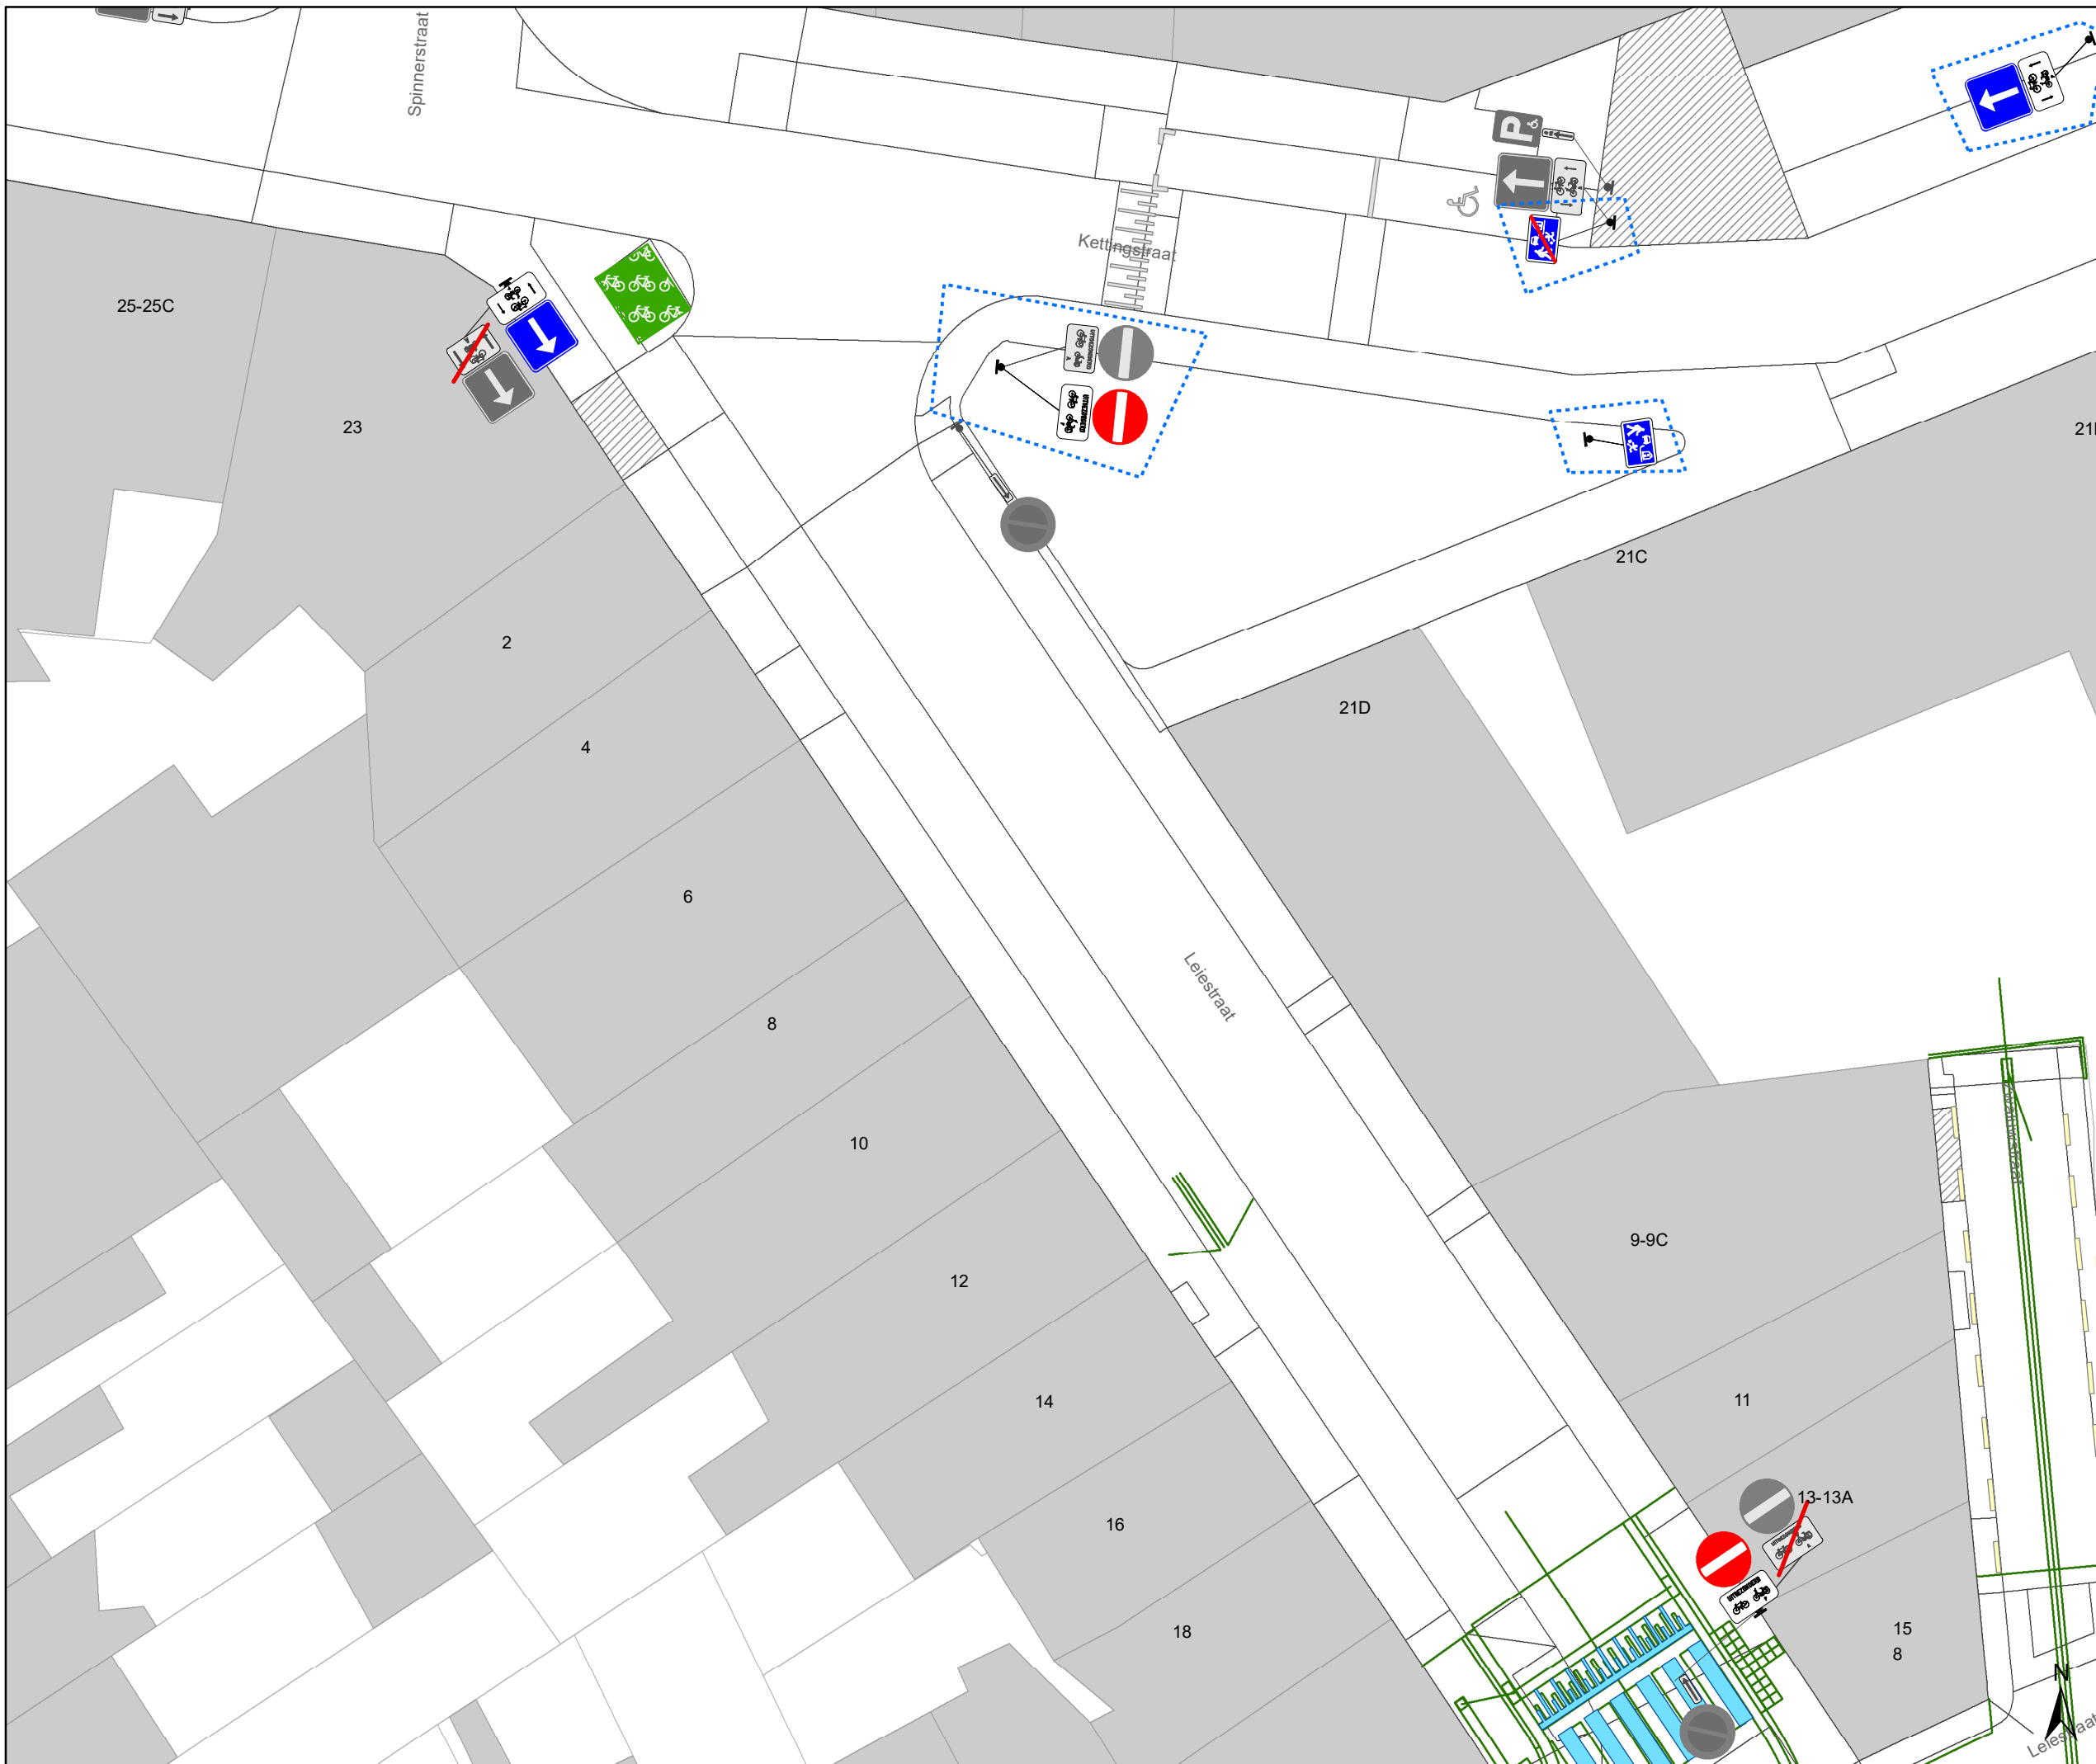 Spinnerstraat
P
Kettingstraat
25-25C
23
21C
2
21D
4
6
Leiestraat
8
10
9-9C
12
14
11
13-13A
16
15
18
8
N
Leiestraat